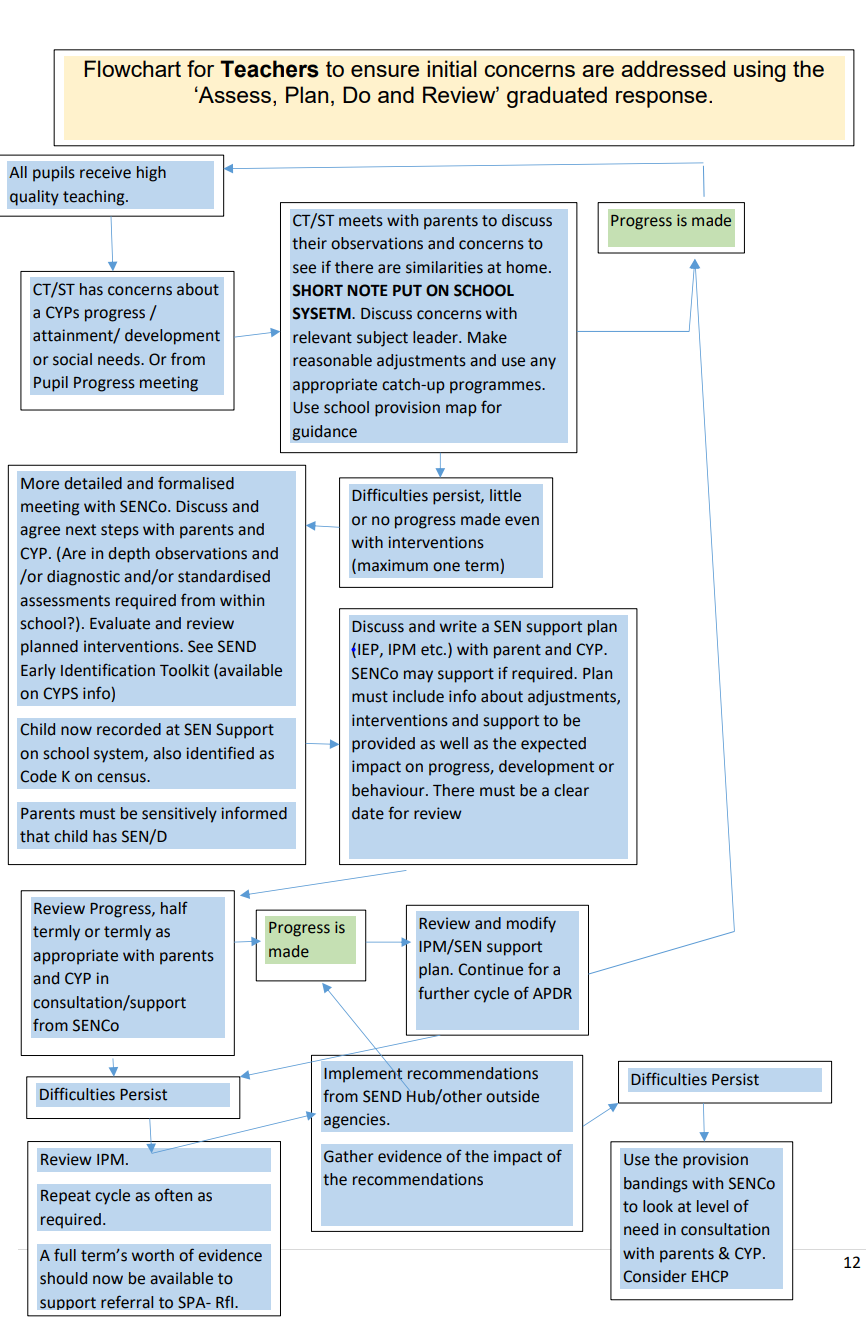 Flowchart for Teachers to ensure initial concerns are addressed using the
‘Assess, Plan, Do and Review’ graduated response.
All pupils receive high
quality teaching.
CT/ST has concerns about
a CYPs progress /
attainment/ development
or social needs. Or from
Pupil Progress meeting
CT/ST meets with parents to discuss
their observations and concerns to
see if there are similarities at home.
SHORT NOTE PUT ON SCHOOL
SYSETM. Discuss concerns with
relevant subject leader. Make
reasonable adjustments and use any
appropriate catch-up programmes.
Use school provision map for
guidance
Progress is made
Difficulties persist, little
or no progress made even
with interventions
(maximum one term)
More detailed and formalised
meeting with SENCo. Discuss and
agree next steps with parents and
CYP. (Are in depth observations and
/or diagnostic and/or standardised
assessments required from within
school?). Evaluate and review
planned interventions. See SEND
Early Identification Toolkit (available
on CYPS info)
Child now recorded at SEN Support
on school system, also identified as
Code K on census.
Parents must be sensitively informed
that child has SEN/D
Discuss and write a SEN support plan
(IEP, IPM etc.) with parent and CYP.
SENCo may support if required. Plan
must include info about adjustments,
interventions and support to be
provided as well as the expected
impact on progress, development or
behaviour. There must be a clear
date for review
Review Progress, half
termly or termly as
appropriate with parents
and CYP in
consultation/support
from SENCo
Progress is
made
Review and modify
IPM/SEN support
plan. Continue for a
further cycle of APDR
Difficulties Persist
Review IPM.
Repeat cycle as often as
required.
A full term’s worth of evidence
should now be available to
support referral to SPA- RfI.
Implement recommendations
from SEND Hub/other outside
agencies.
Gather evidence of the impact of
the recommendations
Difficulties Persist
Use the provision
bandings with SENCo
to look at level of
need in consultation
with parents & CYP.
Consider EHCP
12